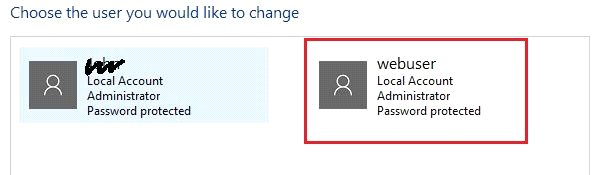 Choose the user you would like to change
Local Account
Administrator
Password protected
webuser
Local Account
Administrator
Password protected